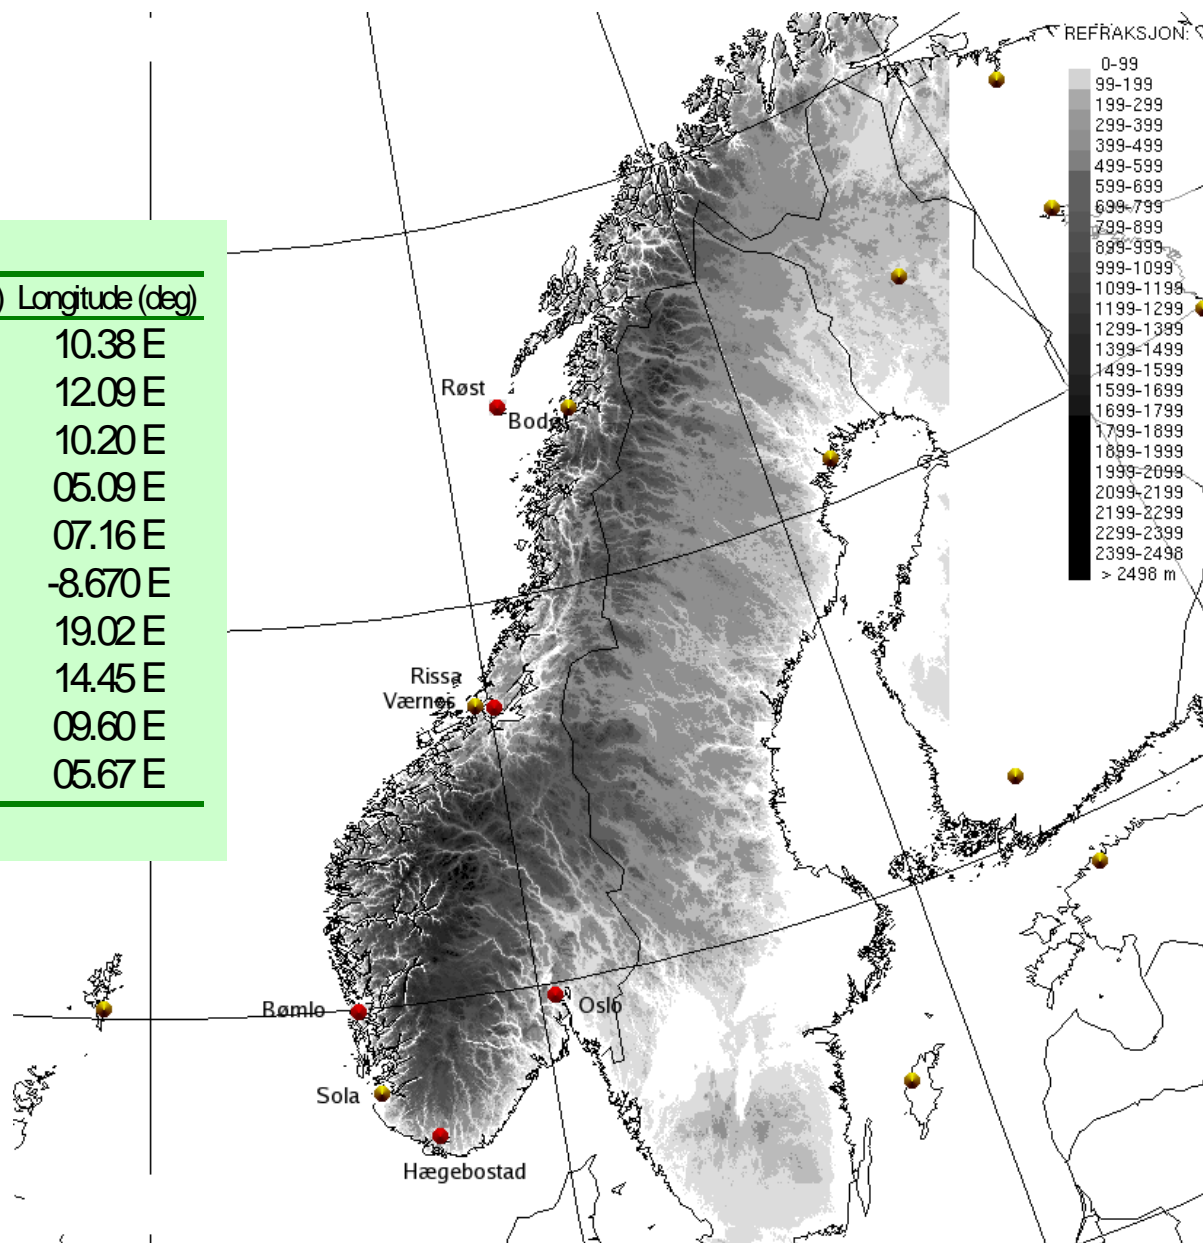 REFRAKSJON:
0-99
99-199
199-299
299-399
399-499
499-599
599-699
699-799
799-899
899-999
999-1099
1099-1199
1199-1299
1299-1399
1399-1499
1499-1599
1599-1699
1699-1799
1799-1899
1899-1999
1999-2099
2099-2199
2199-2299
2299-2399
2399-2498
> 2498 m
) Longitude (deg)
10.38 E
12.09 E
10.20 E
05.09 E
07.16 E
-8.670 E
19.02 E
14.45 E
09.60 E
05.67 E
Røst
Bodø
Rissa
Værnes
Bømlo
Oslo
Sola
Hægebostad